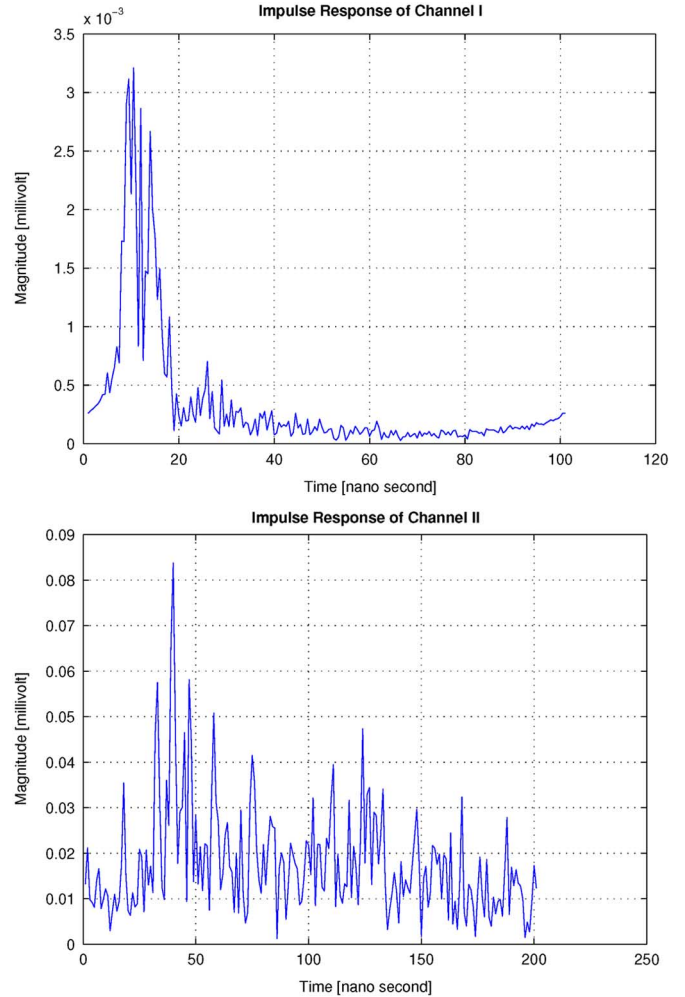 Impulse Response of Channel I
x 10⁻³
3.5
3
2.5
2
1.5
1
0.5
0
0 20 40 60 80 100 120
Magnitude [millivolt]
Time [nano second]
Impulse Response of Channel II
0.09
0.08
0.07
0.06
0.05
0.04
0.03
0.02
0.01
0
0 50 100 150 200 250
Magnitude [millivolt]
Time [nano second]